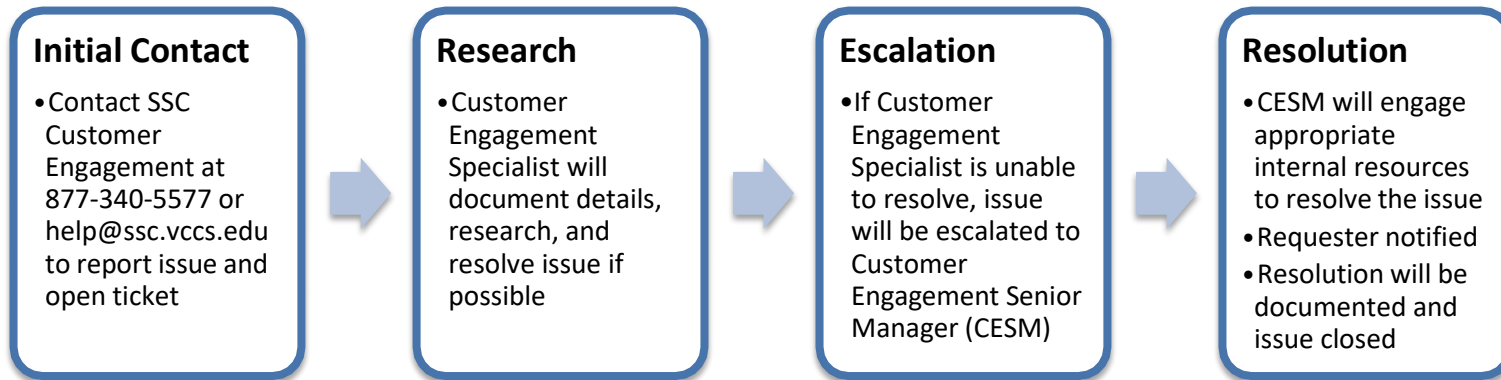 Initial Contact
•Contact SSC
Customer
Engagement at
877-340-5577 or
help@ssc.vccs.edu
to report issue and
open ticket
Research
•Customer
Engagement
Specialist will
document details,
research, and
resolve issue if
possible
Escalation
•If Customer
Engagement
Specialist is unable
to resolve, issue
will be escalated to
Customer
Engagement Senior
Manager (CESM)
Resolution
•CESM will engage
appropriate
internal resources
to resolve the issue
•Requester notified
•Resolution will be
documented and
issue closed